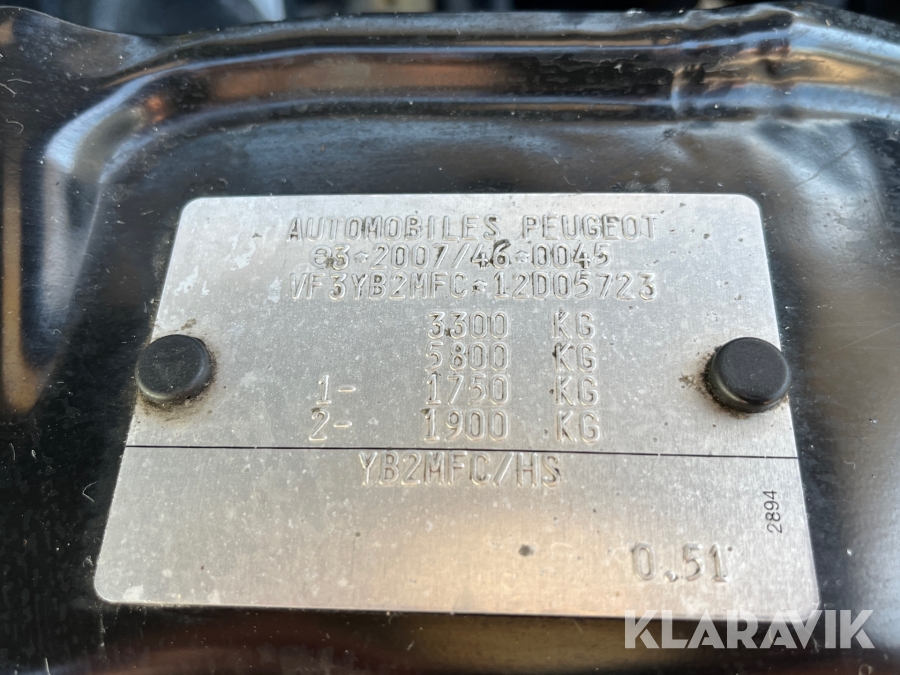 AUTOMOBILES PEUGEOT
e3*2007/46*0045
VF3YB2MFC*12D05723
3300 KG
5800 KG
1- 1750 KG
2- 1900 KG
YB2MFC/HS
2894
0.51
KLARAVIK